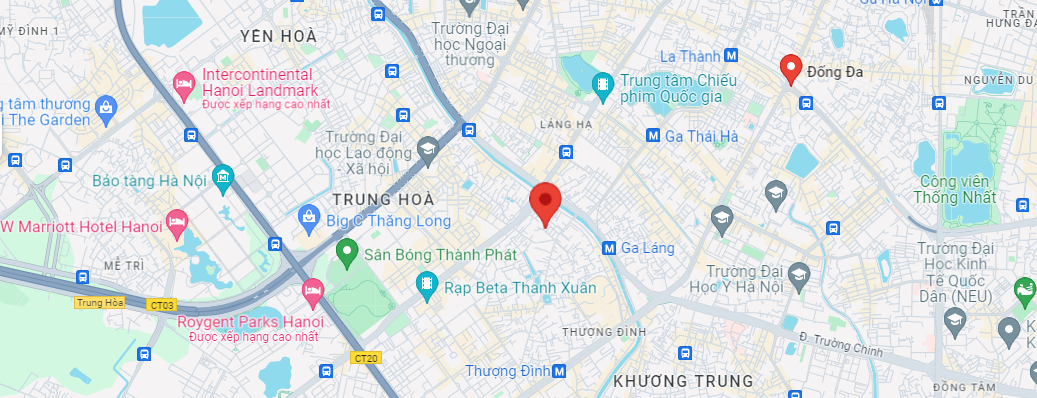 Ga Hà Nội
TRẦN
HƯNG ĐẠO
MỸ ĐÌNH 1
YÊN HOÀ
Trường Đại
học Ngoại
thương
La Thành
Đống Đa
Intercontinental
Hanoi Landmark
Được xếp hạng cao nhất
Trung tâm Chiếu
phim Quốc gia
NGUYỄN DU
tâm thương
i The Garden
LÁNG HẠ
Ga Thái Hà
Trường Đại
học Lao động
- Xã hội
Bảo tàng Hà Nội
TRUNG HOÀ
Công viên
Thống Nhất
W Marriott Hotel Hanoi
Big C Thăng Long
Ga Láng
Sân Bóng Thành Phát
MỄ TRÌ
Trường Đại
Học Kinh
Tế Quốc
Dân (NEU)
Trường Đại
Học Y Hà Nội
Rạp Beta Thanh Xuân
Trung Hòa
CT03
Roygent Parks Hanoi
Được xếp hạng cao nhất
THƯỢNG ĐÌNH
Đ. Trường Chinh
CT20
Thượng Đình
KHƯƠNG TRUNG
ĐỒNG TÂM